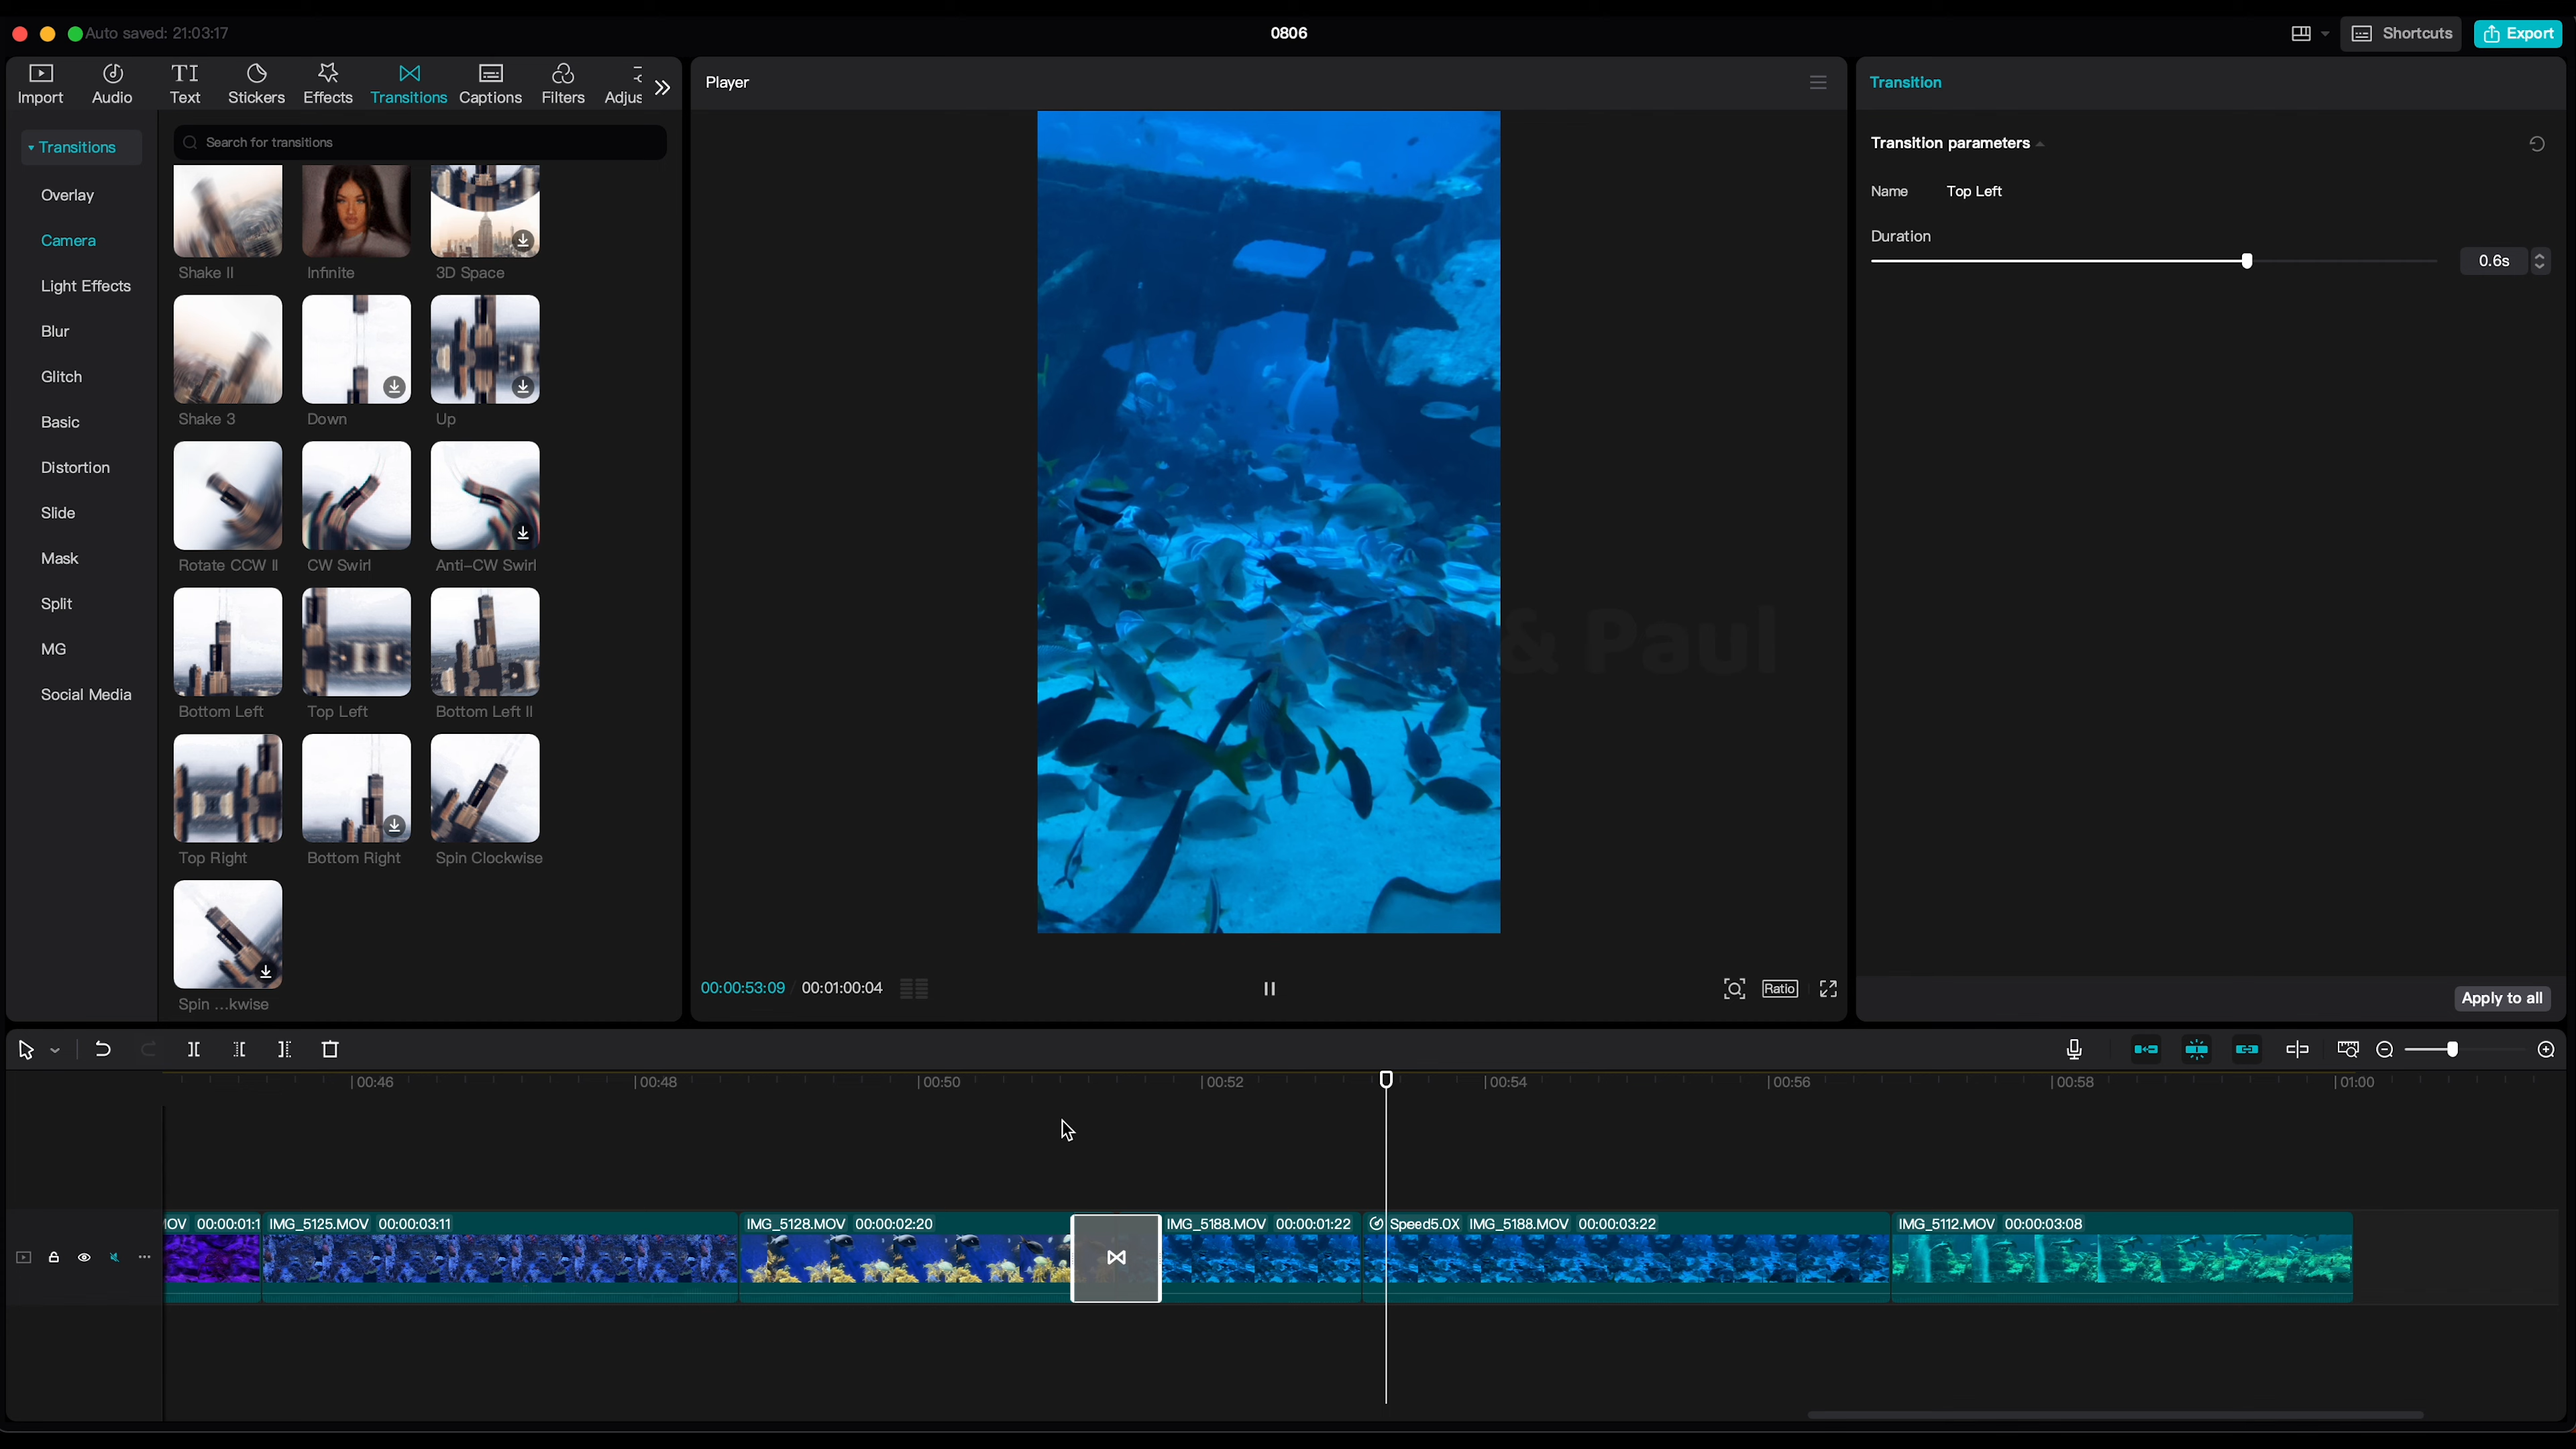 Auto saved: 21:03:17
0806
Shortcuts
Export
Import
Audio
Text
Stickers
Effects
Transitions
Captions
Filters
Adjus
Player
Transition
Transitions
Overlay
Camera
Light Effects
Blur
Glitch
Basic
Distortion
Slide
Mask
Split
MG
Social Media
Search for transitions
Shake II
Infinite
3D Space
Shake 3
Down
Up
Rotate CCW II
CW Swirl
Anti-CW Swirl
Bottom Left
Top Left
Bottom Left II
Top Right
Bottom Right
Spin Clockwise
Spin ...kwise
& Paul
00:00:53:09 / 00:01:00:04
Ratio
Transition parameters
Name Top Left
Duration
0.6s
Apply to all
00:46
00:48
00:50
00:52
00:54
00:56
00:58
01:00
IOV 00:00:01:1
IMG_5125.MOV 00:00:03:11
IMG_5128.MOV 00:00:02:20
IMG_5188.MOV 00:00:01:22
Speed5.0X IMG_5188.MOV 00:00:03:22
IMG_5112.MOV 00:00:03:08